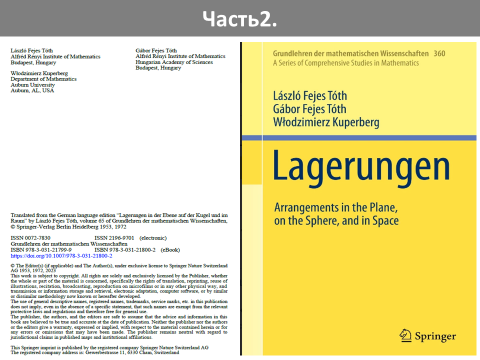 Часть2.
László Fejes Tóth
Alfréd Rényi Institute of Mathematics
Budapest, Hungary
Włodzimierz Kuperberg
Department of Mathematics
Auburn University
Auburn, AL, USA
Gábor Fejes Tóth
Alfréd Rényi Institute of Mathematics
Hungarian Academy of Sciences
Budapest, Hungary
Translated from the German language edition "Lagerungen in der Ebene auf der Kugel und im
Raum" by László Fejes Tóth, volume 65 of Grundlehren der mathematischen Wissenschaften,
© Springer-Verlag Berlin Heidelberg 1953, 1972
ISSN 0072-7830 ISSN 2196-9701 (electronic)
Grundlehren der mathematischen Wissenschaften
ISBN 978-3-031-21799-9 ISBN 978-3-031-21800-2 (eBook)
https://doi.org/10.1007/978-3-031-21800-2
© The Editor(s) (if applicable) and The Author(s), under exclusive license to Springer Nature Switzerland
AG 1953, 1972, 2023
This work is subject to copyright. All rights are solely and exclusively licensed by the Publisher, whether
the whole or part of the material is concerned, specifically the rights of translation, reprinting, reuse of
illustrations, recitation, broadcasting, reproduction on microfilms or in any other physical way, and
transmission or information storage and retrieval, electronic adaptation, computer software, or by similar
or dissimilar methodology now known or hereafter developed.
The use of general descriptive names, registered names, trademarks, service marks, etc. in this publication
does not imply, even in the absence of a specific statement, that such names are exempt from the relevant
protective laws and regulations and therefore free for general use.
The publisher, the authors, and the editors are safe to assume that the advice and information in this
book are believed to be true and accurate at the date of publication. Neither the publisher nor the authors
or the editors give a warranty, expressed or implied, with respect to the material contained herein or for
any errors or omissions that may have been made. The publisher remains neutral with regard to
jurisdictional claims in published maps and institutional affiliations.
This Springer imprint is published by the registered company Springer Nature Switzerland AG
The registered company address is: Gewerbestrasse 11, 6330 Cham, Switzerland
Grundlehren der mathematischen Wissenschaften 360
A Series of Comprehensive Studies in Mathematics
László Fejes Tóth
Gábor Fejes Tóth
Włodzimierz Kuperberg
Lagerungen
Arrangements in the Plane,
on the Sphere, and in Space
Springer